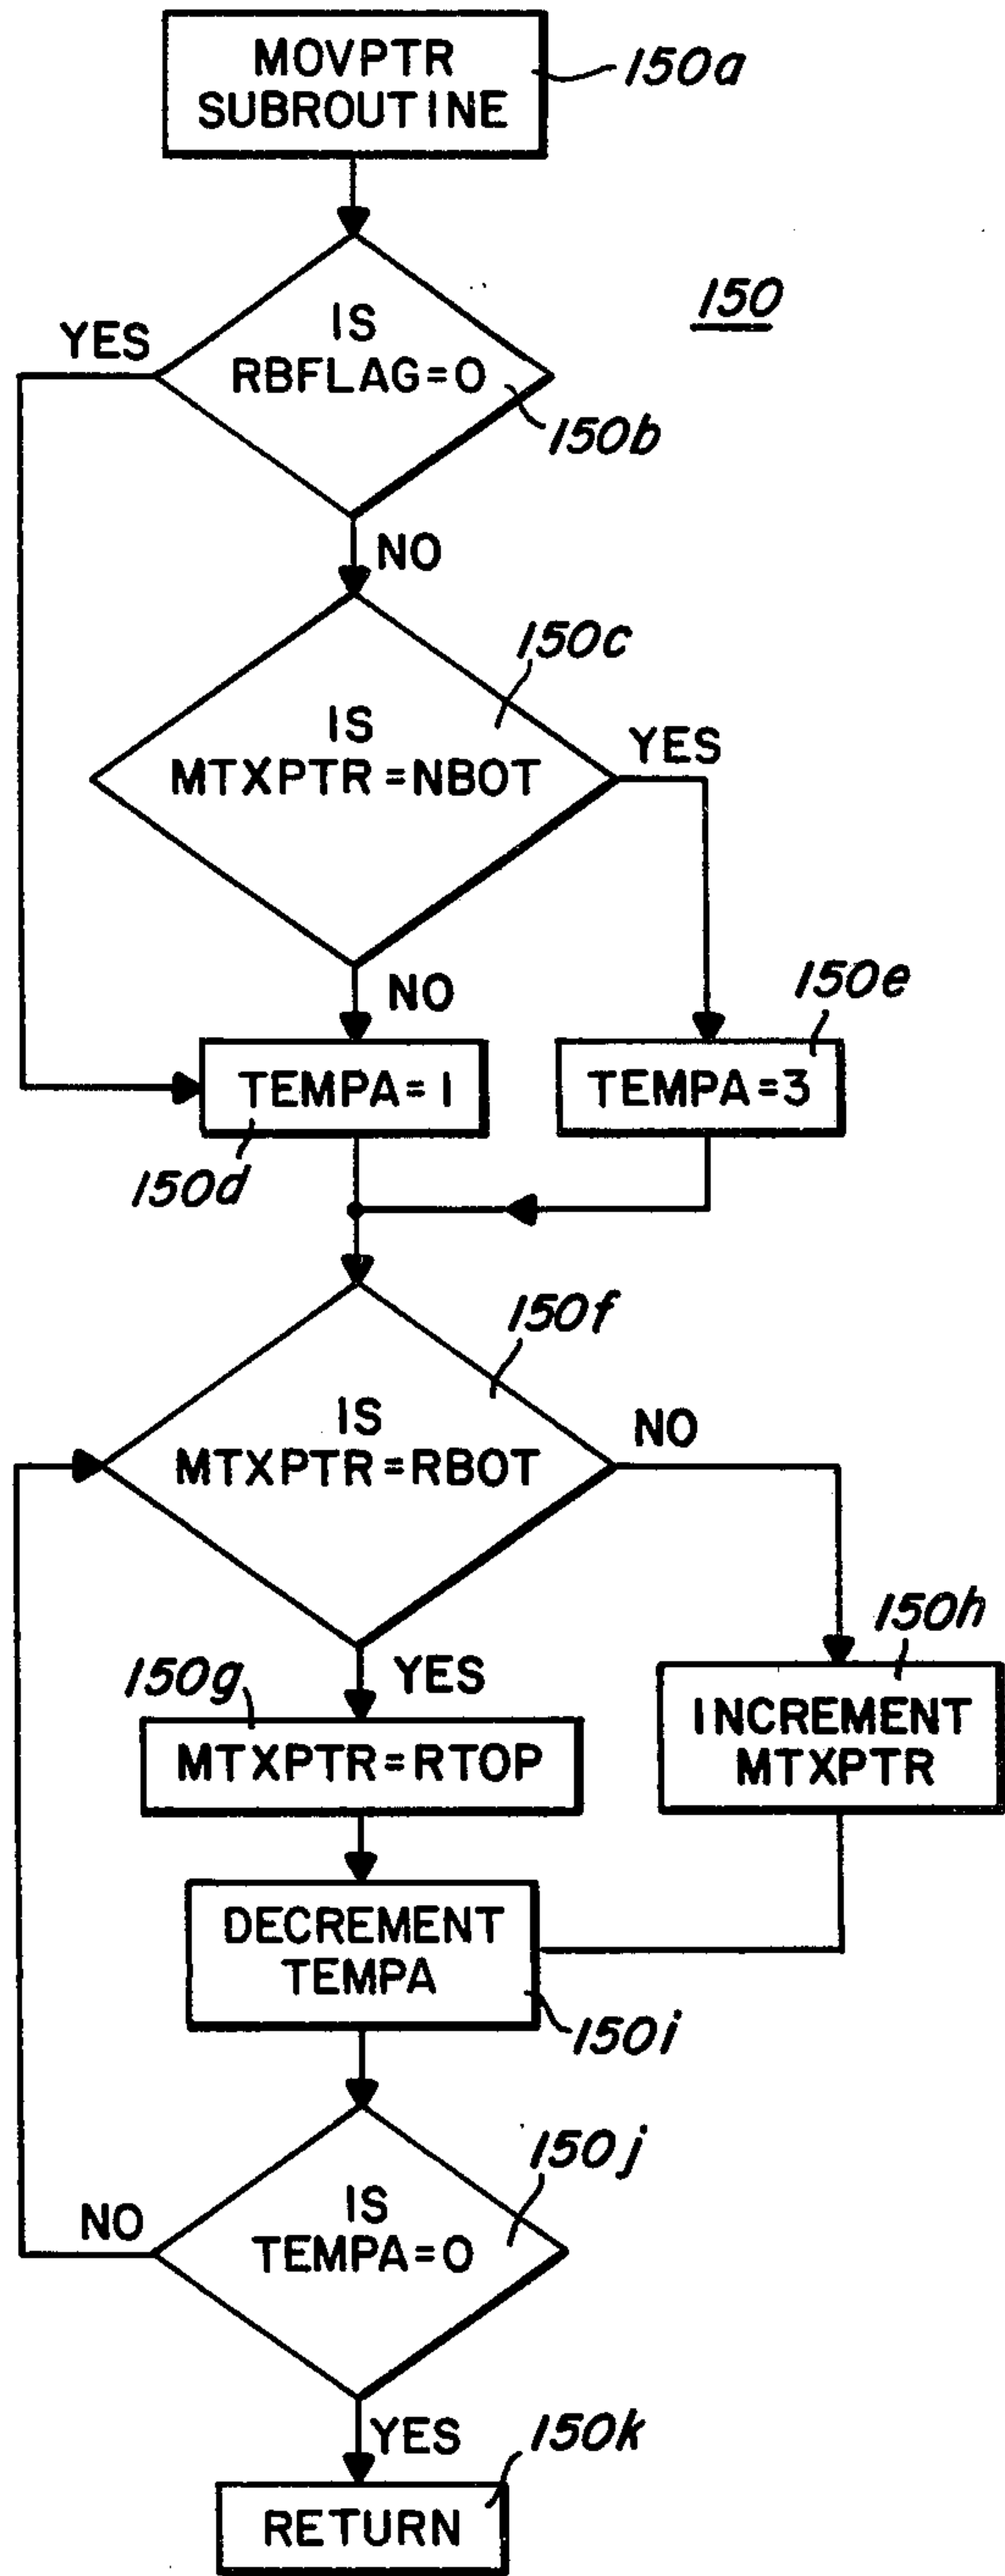 MOVPTR
SUBROUTINE
150a
150
IS
RBFLAG=0
YES
150b
NO
150c
IS
MTXPTR=NBOT
YES
NO
150e
TEMPA=1
TEMPA=3
150d
150f
IS
MTXPTR=RBOT
NO
YES
150g
150h
MTXPTR=RTOP
INCREMENT
MTXPTR
DECREMENT
TEMPA
150i
150j
IS
TEMPA=0
NO
YES
150k
RETURN